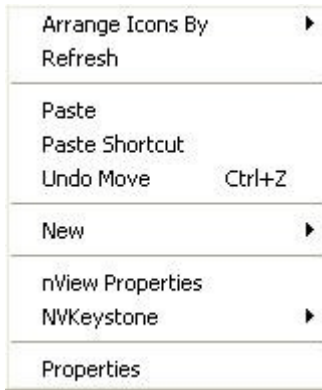 Arrange Icons By
Refresh
Paste
Paste Shortcut
Undo Move Ctrl+Z
New
nView Properties
NVKeystone
Properties